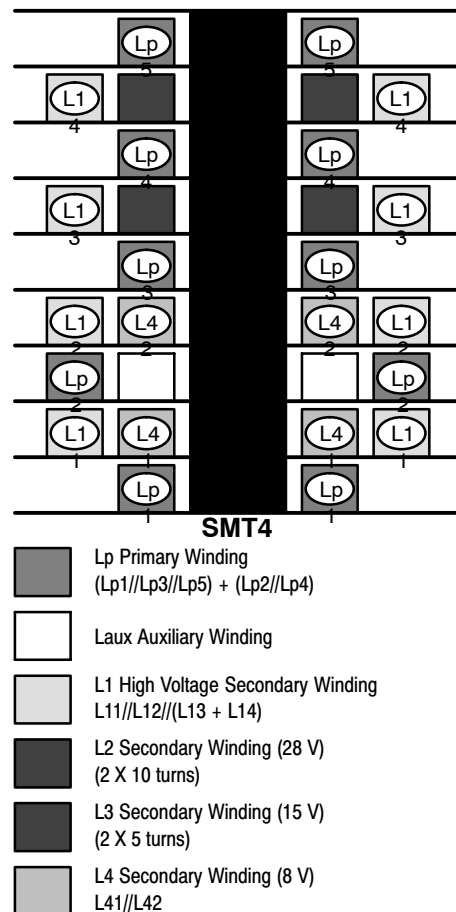 Lp Lp
5 5
L1 L1
4 4
Lp Lp
4 4
L1 L1
3 3
Lp Lp
3 3
L1 L4 L4 L1
2 2 2 2
Lp Lp
2 2
L1 L4 L4 L1
1 1 1 1
Lp Lp
1 1
SMT4
Lp Primary Winding
(Lp1//Lp3//Lp5) + (Lp2//Lp4)
Laux Auxiliary Winding
L1 High Voltage Secondary Winding
L11//L12//(L13 + L14)
L2 Secondary Winding (28 V)
(2 X 10 turns)
L3 Secondary Winding (15 V)
(2 X 5 turns)
L4 Secondary Winding (8 V)
L41//L42